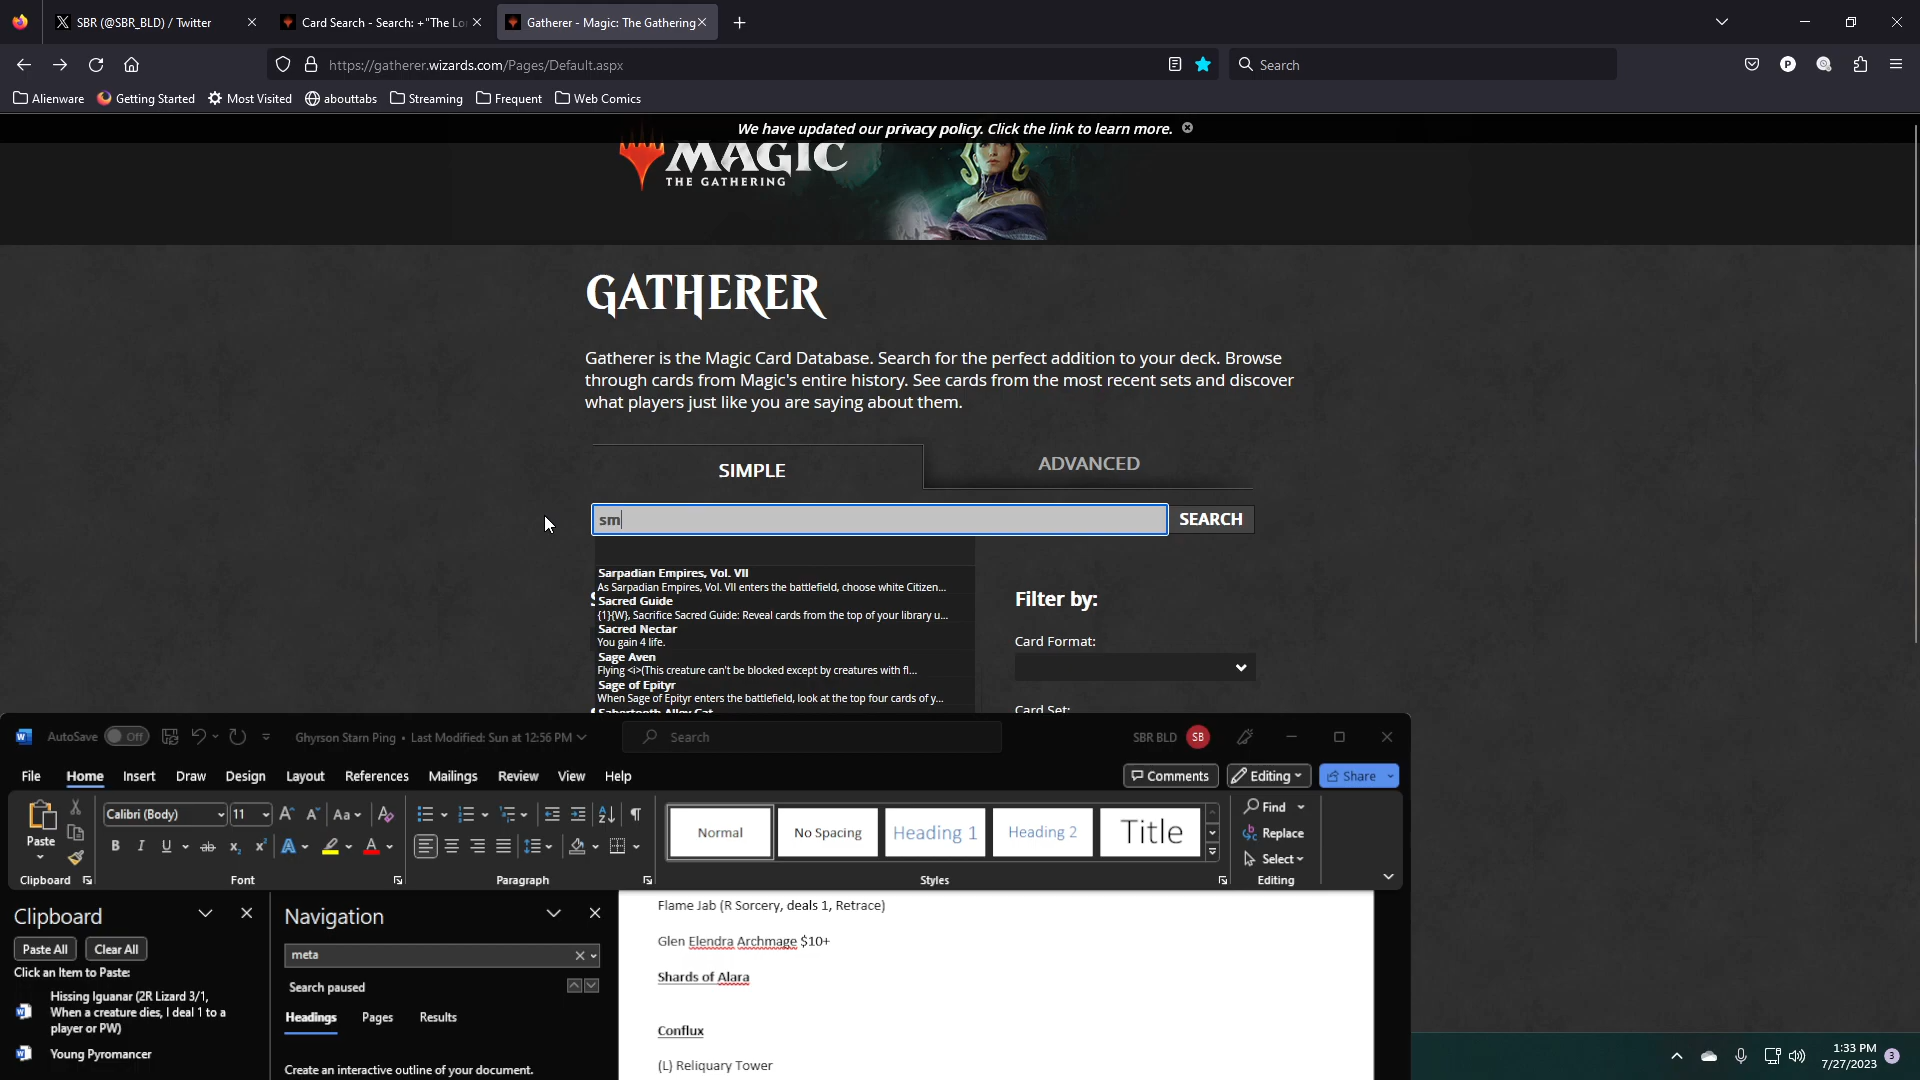 SBR (@SBR_BLD) / Twitter
Card Search - Search: +"The Lo
Gatherer - Magic: The Gathering
https://gatherer.wizards.com/Pages/Default.aspx
Search
Alienware
Getting Started
Most Visited
abouttabs
Streaming
Frequent
Web Comics
We have updated our privacy policy. Click the link to learn more.
MAGIC
THE GATHERING
GATHERER
Gatherer is the Magic Card Database. Search for the perfect addition to your deck. Browse
through cards from Magic's entire history. See cards from the most recent sets and discover
what players just like you are saying about them.
SIMPLE
ADVANCED
sm
SEARCH
Sarpadian Empires, Vol. VII
As Sarpadian Empires, Vol. VII enters the battlefield, choose white Citizen...
Sacred Guide
{1}{W}, Sacrifice Sacred Guide: Reveal cards from the top of your library u...
Sacred Nectar
You gain 4 life.
Sage Aven
Flying <i>(This creature can't be blocked except by creatures with fl...
Sage of Epityr
When Sage of Epityr enters the battlefield, look at the top four cards of y...
Sabertooth Alley Cat
Filter by:
Card Format:
Card Set:
AutoSave Off
Ghyrson Starn Ping • Last Modified: Sun at 12:56 PM
Search
SBR BLD SB
File Home Insert Draw Design Layout References Mailings Review View Help
Comments
Editing
Share
Paste
Clipboard
Calibri (Body) 11
Font
Paragraph
Normal
No Spacing
Heading 1
Heading 2
Title
Styles
Find
Replace
Select
Editing
Clipboard
Paste All
Clear All
Click an Item to Paste:
Hissing Iguanar (2R Lizard 3/1,
When a creature dies, I deal 1 to a
player or PW)
Young Pyromancer
Navigation
meta
Search paused
Headings Pages Results
Create an interactive outline of your document.
Flame Jab (R Sorcery, deals 1, Retrace)
Glen Elendra Archmage $10+
Shards of Alara
Conflux
(L) Reliquary Tower
1:33 PM
7/27/2023
3